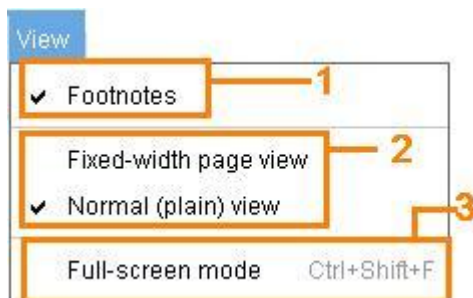 View
✓ Footnotes 1
Fixed-width page view 2
✓ Normal (plain) view
3
Full-screen mode Ctrl+Shift+F